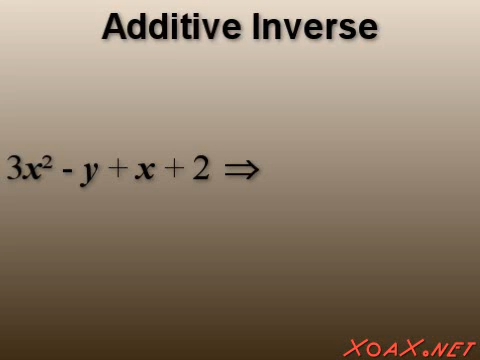 Additive Inverse
3x² - y + x + 2 ⇒
XOAX.NET